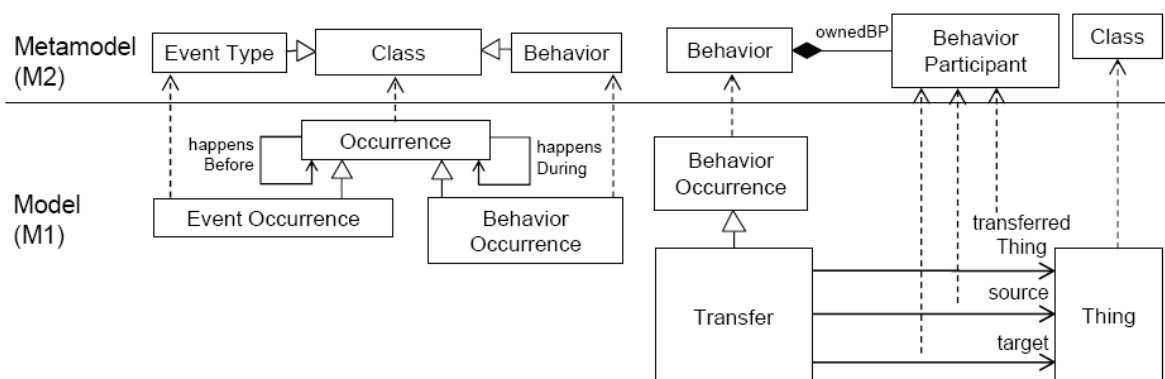 Metamodel
(M2)
Event Type
Class
Behavior
Behavior
ownedBP
Behavior
Participant
Class
Model
(M1)
happens
Before
Occurrence
happens
During
Event Occurrence
Behavior
Occurrence
Behavior
Occurrence
Transfer
transferred
Thing
source
target
Thing